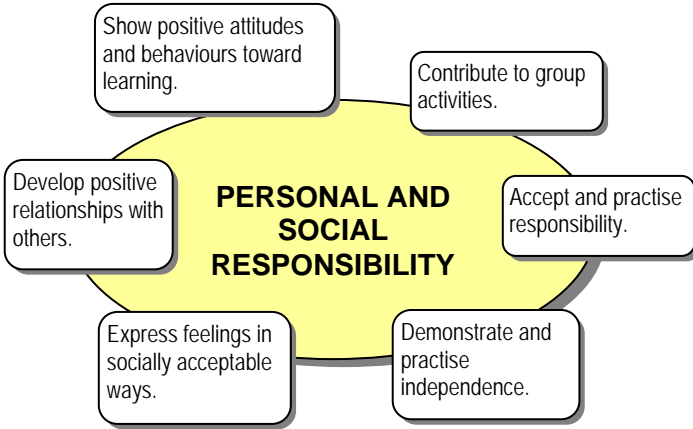 Show positive attitudes
and behaviours toward
learning.
Contribute to group
activities.
Develop positive
relationships with
others.
PERSONAL AND
SOCIAL
RESPONSIBILITY
Accept and practise
responsibility.
Express feelings in
socially acceptable
ways.
Demonstrate and
practise
independence.